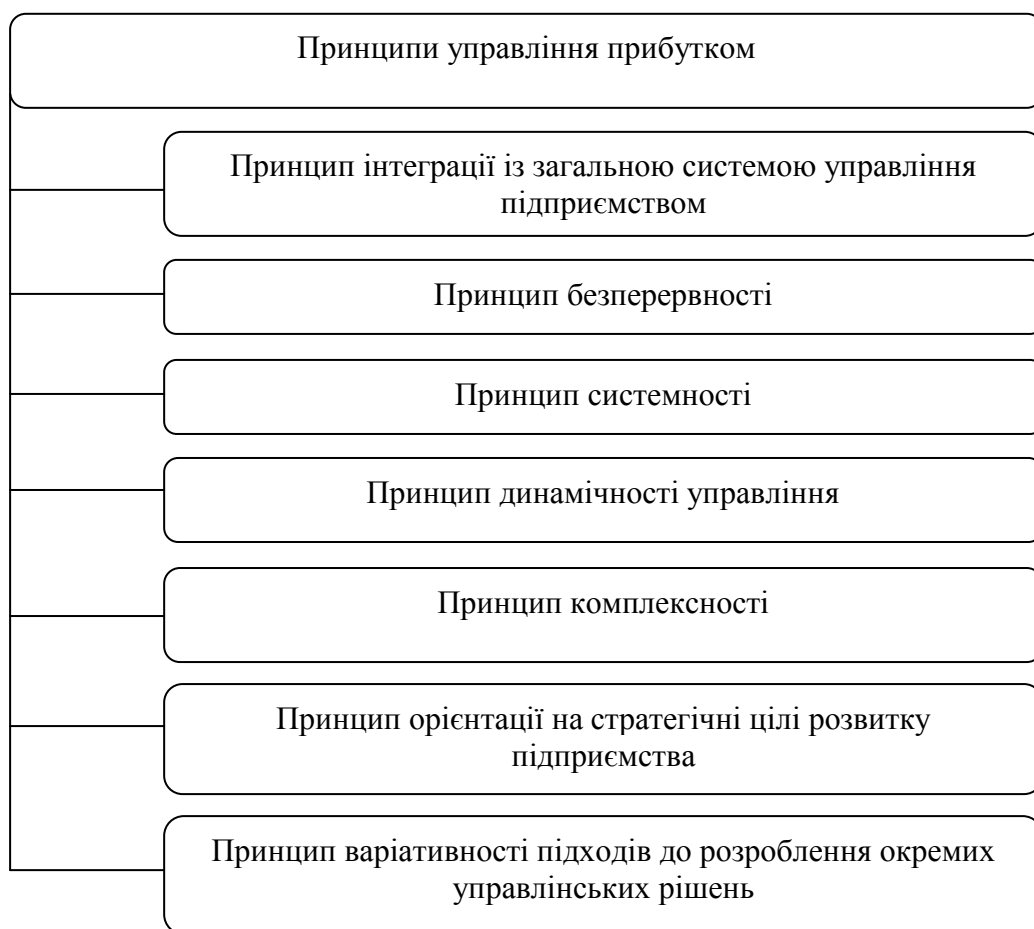 Принципи управління прибутком
Принцип інтеграції із загальною системою управління
підприємством
Принцип безперервності
Принцип системності
Принцип динамічності управління
Принцип комплексності
Принцип орієнтації на стратегічні цілі розвитку
підприємства
Принцип варіативності підходів до розроблення окремих
управлінських рішень